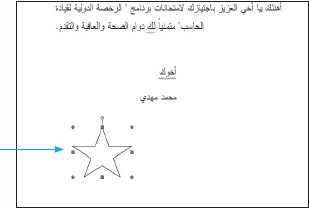 أهنئك يا أخي العزيز باجتيازك لامتحانات برنامج " الرخصة الدولية لقيادة
الحاسب" متمنياً لك دوام الصحة والعافية والتقدم.
أخوك
محمد مهدي